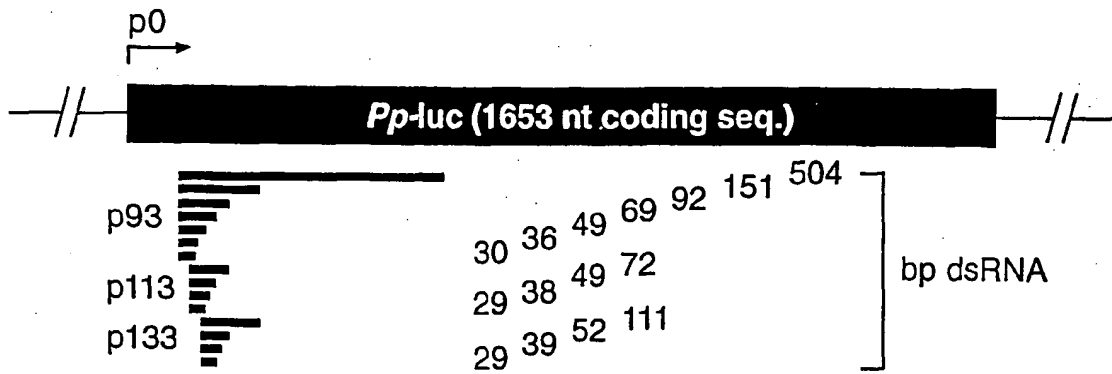 p0
Pp-luc (1653 nt coding seq.)
p93
30 36 49 69 92 151 504
p113
29 38 49 72
p133
29 39 52 111
bp dsRNA